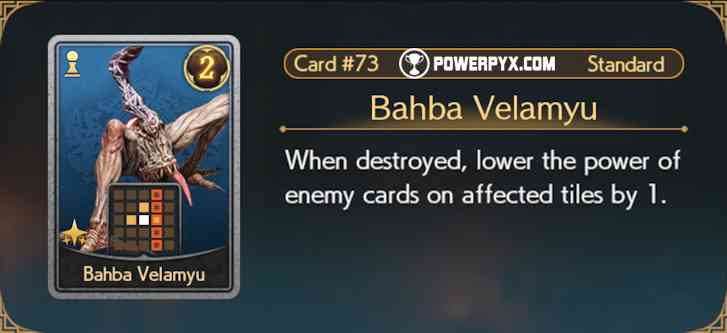 Card #73 POWERPYX.COM Standard
2
Bahba Velamyu
When destroyed, lower the power of
enemy cards on affected tiles by 1.
Bahba Velamyu